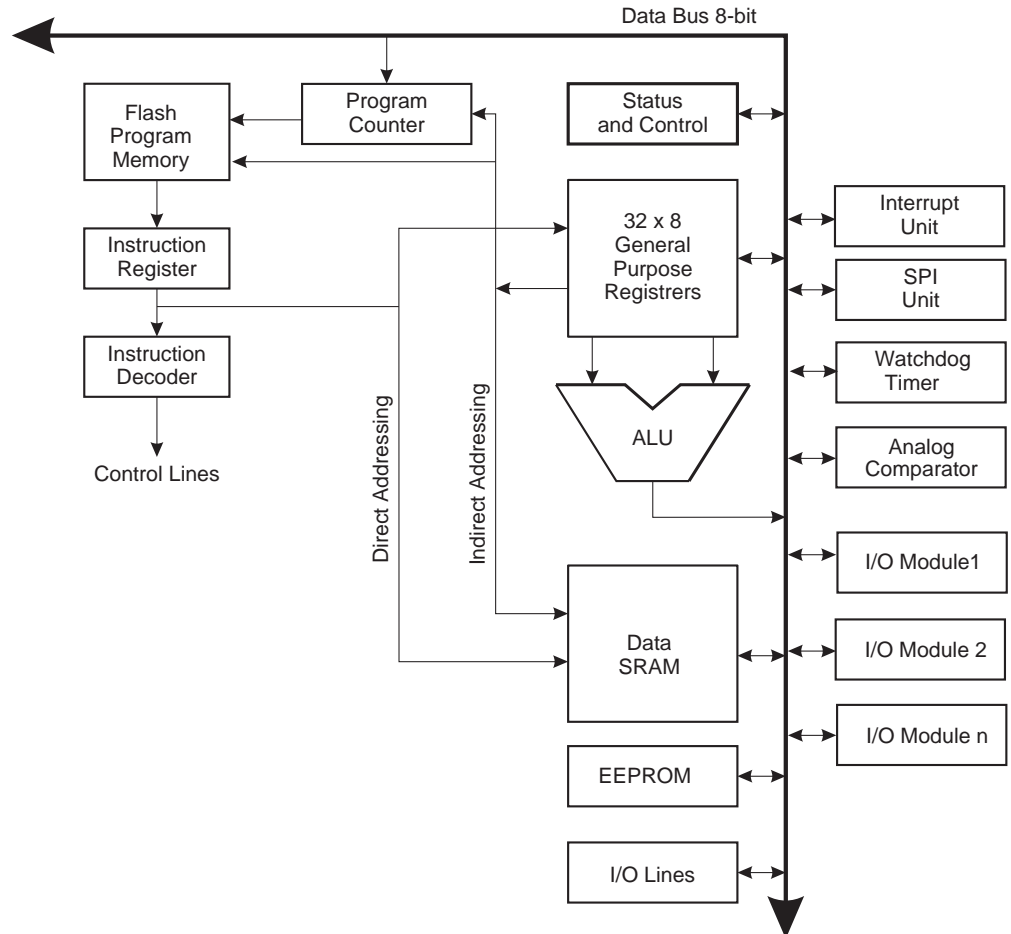 Data Bus 8-bit
Flash
Program
Memory
Program
Counter
Status
and Control
32 x 8
General
Purpose
Registrers
Interrupt
Unit
Instruction
Register
SPI
Unit
Instruction
Decoder
Watchdog
Timer
Direct Addressing
Indirect Addressing
ALU
Analog
Comparator
Control Lines
I/O Module1
Data
SRAM
I/O Module 2
I/O Module n
EEPROM
I/O Lines